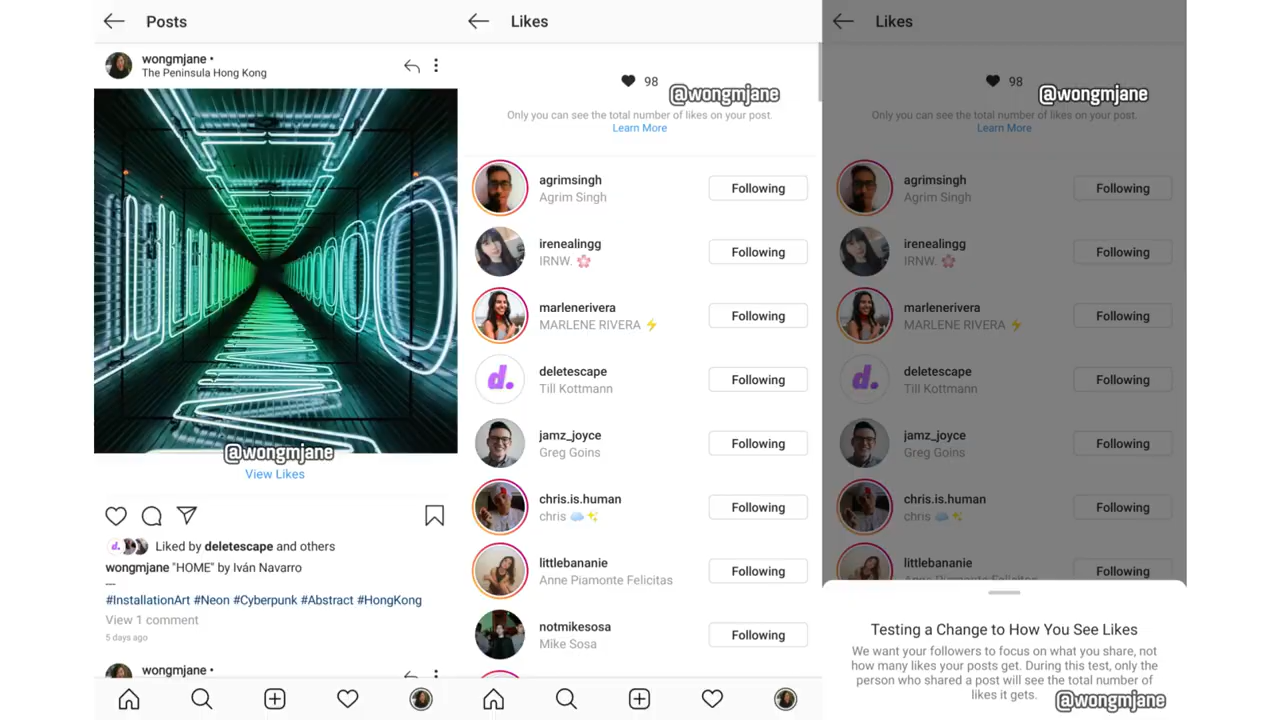 Posts
wongmjane •
The Peninsula Hong Kong
@wongmjane
View Likes
Liked by deletescape and others
wongmjane "HOME" by Iván Navarro
—
#InstallationArt #Neon #Cyberpunk #Abstract #HongKong
View 1 comment
5 days ago
wongmjane •
Likes
98
@wongmjane
Only you can see the total number of likes on your post.
Learn More
agrimsingh
Agrim Singh
Following
irenealingg
IRNW. 🌸
Following
marlenerivera
MARLENE RIVERA ⚡
Following
d.
deletescape
Till Kottmann
Following
jamz_joyce
Greg Goins
Following
chris.is.human
chris ☁️✨
Following
littlebananie
Anne Piamonte Felicitas
Following
notmikesosa
Mike Sosa
Following
Likes
98
@wongmjane
Only you can see the total number of likes on your post.
Learn More
agrimsingh
Agrim Singh
Following
irenealingg
IRNW. 🌸
Following
marlenerivera
MARLENE RIVERA ⚡
Following
d.
deletescape
Till Kottmann
Following
jamz_joyce
Greg Goins
Following
chris.is.human
chris ☁️✨
Following
littlebananie
Anne Piamonte Felicitas
Following
Testing a Change to How You See Likes
We want your followers to focus on what you share, not
how many likes your posts get. During this test, only the
person who shared a post will see the total number of
likes it gets.
@wongmjane